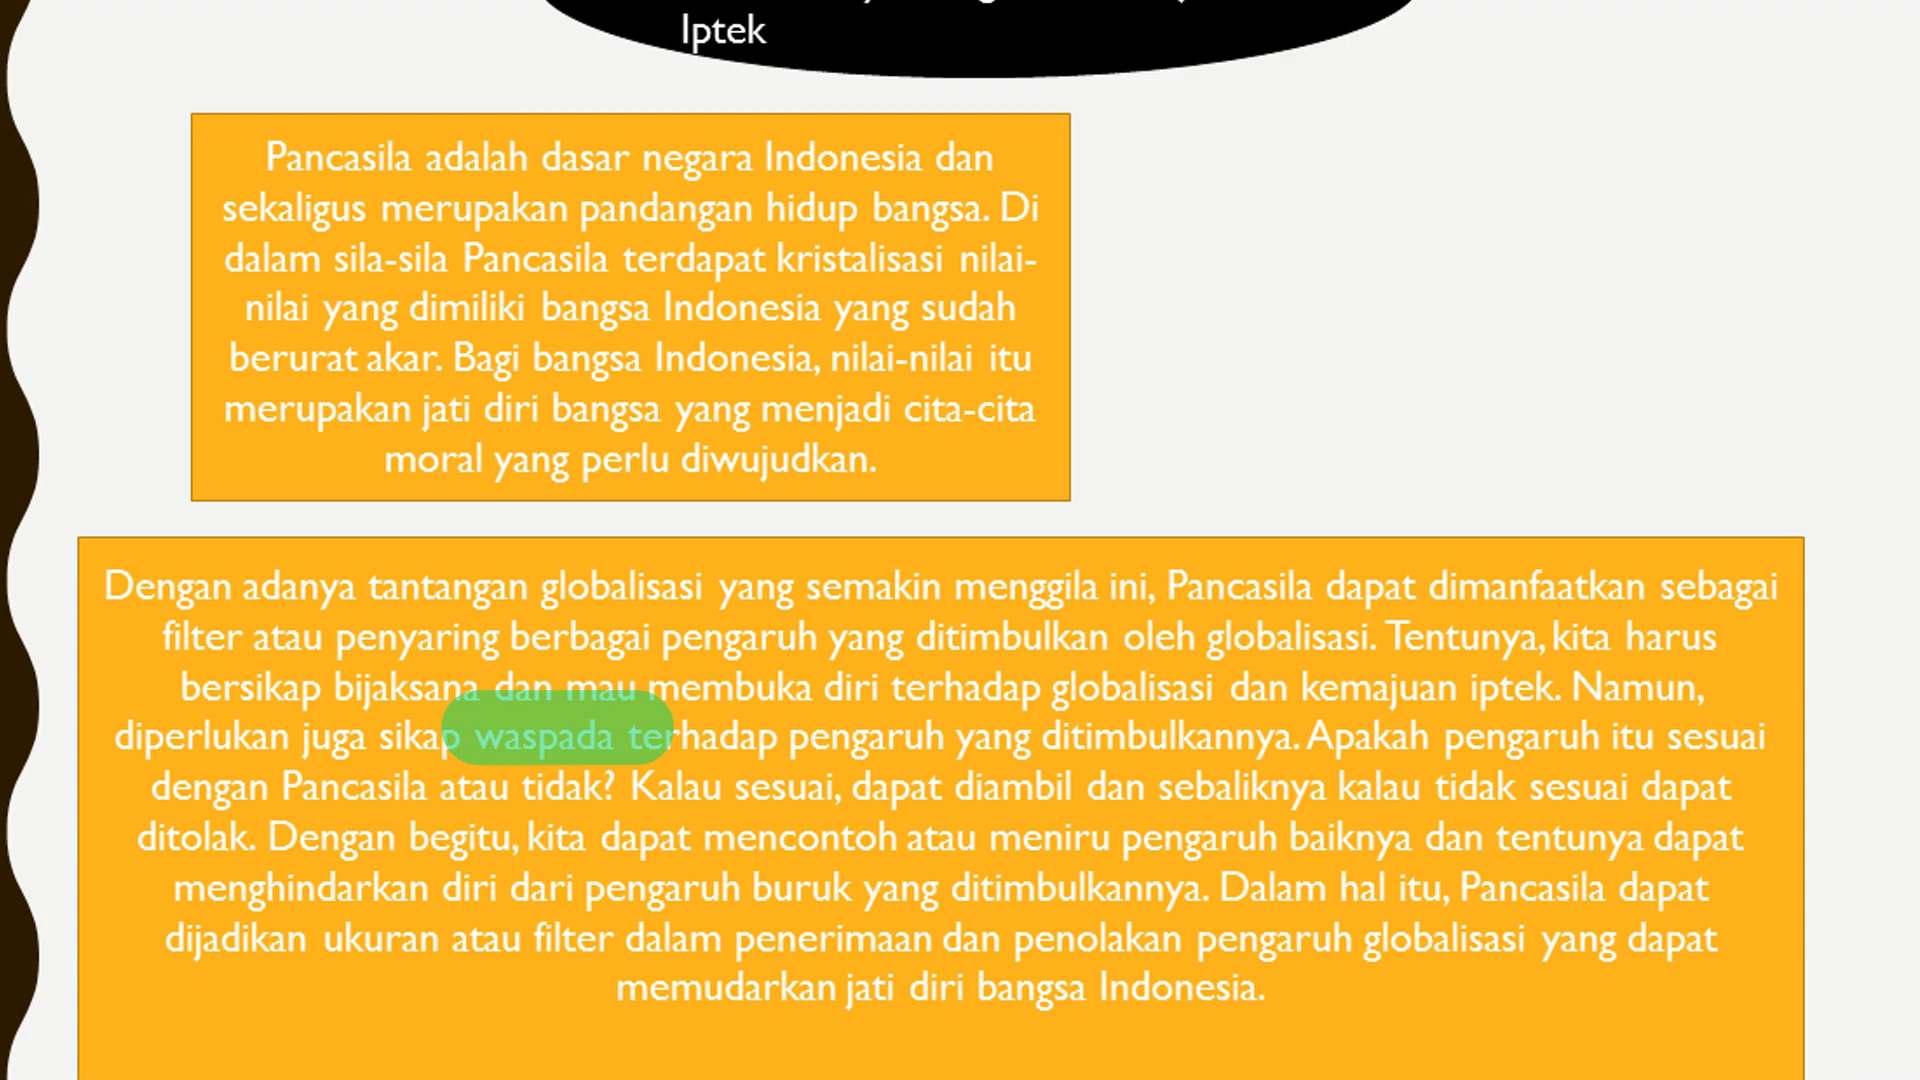 Iptek
Pancasila adalah dasar negara Indonesia dan
sekaligus merupakan pandangan hidup bangsa. Di
dalam sila-sila Pancasila terdapat kristalisasi nilai-
nilai yang dimiliki bangsa Indonesia yang sudah
berurat akar. Bagi bangsa Indonesia, nilai-nilai itu
merupakan jati diri bangsa yang menjadi cita-cita
moral yang perlu diwujudkan.
Dengan adanya tantangan globalisasi yang semakin menggila ini, Pancasila dapat dimanfaatkan sebagai
filter atau penyaring berbagai pengaruh yang ditimbulkan oleh globalisasi. Tentunya, kita harus
bersikap bijaksana dan mau membuka diri terhadap globalisasi dan kemajuan iptek. Namun,
diperlukan juga sikap waspada terhadap pengaruh yang ditimbulkannya. Apakah pengaruh itu sesuai
dengan Pancasila atau tidak? Kalau sesuai, dapat diambil dan sebaliknya kalau tidak sesuai dapat
ditolak. Dengan begitu, kita dapat mencontoh atau meniru pengaruh baiknya dan tentunya dapat
menghindarkan diri dari pengaruh buruk yang ditimbulkannya. Dalam hal itu, Pancasila dapat
dijadikan ukuran atau filter dalam penerimaan dan penolakan pengaruh globalisasi yang dapat
memudarkan jati diri bangsa Indonesia.